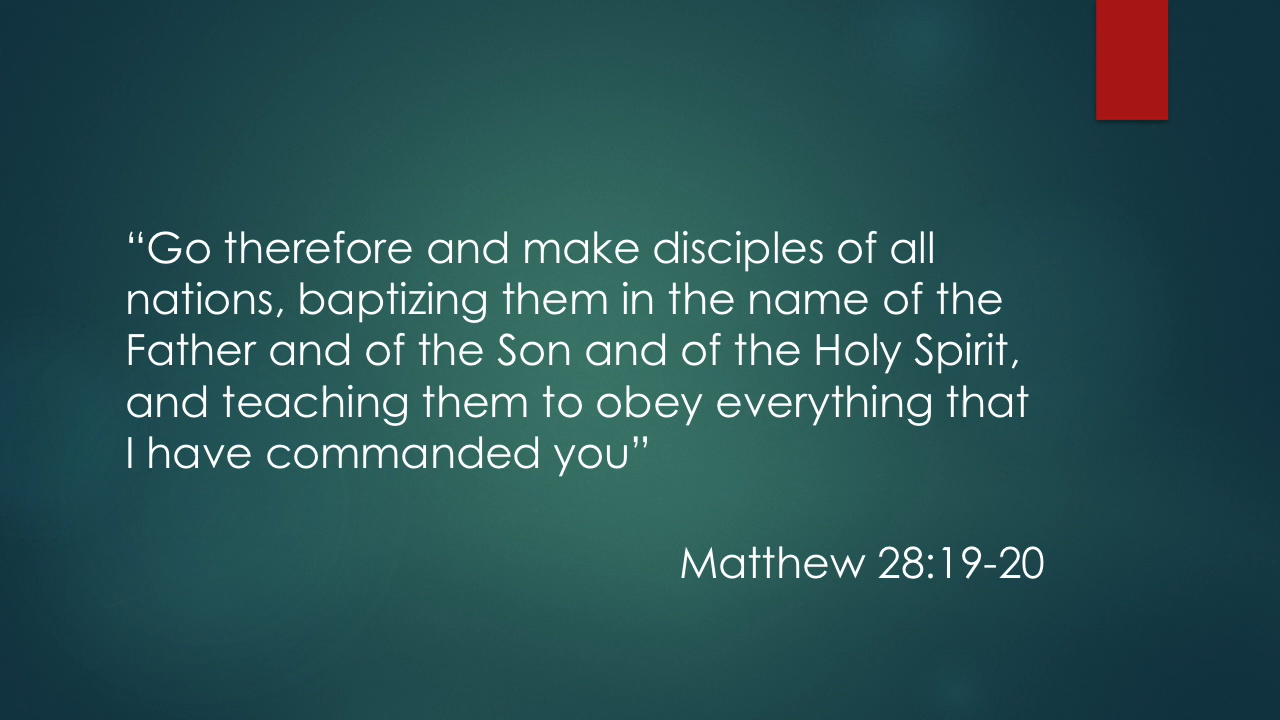 “Go therefore and make disciples of all
nations, baptizing them in the name of the
Father and of the Son and of the Holy Spirit,
and teaching them to obey everything that
I have commanded you”
Matthew 28:19-20